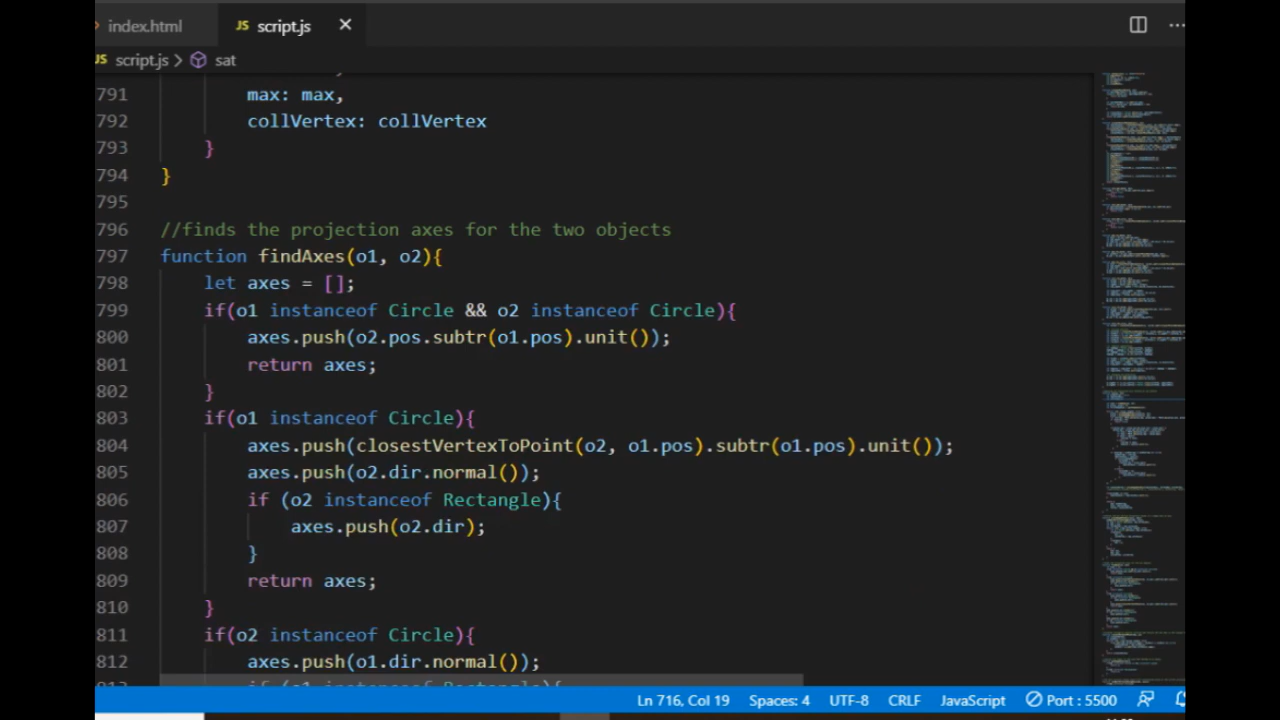 index.html
JS script.js ×
JS script.js > sat
791 max: max,
792 collVertex: collVertex
793 }
794 }
795
796 //finds the projection axes for the two objects
797 function findAxes(o1, o2){
798 let axes = [];
799 if(o1 instanceof Circle && o2 instanceof Circle){
800 axes.push(o2.pos.subtr(o1.pos).unit());
801 return axes;
802 }
803 if(o1 instanceof Circle){
804 axes.push(closestVertexToPoint(o2, o1.pos).subtr(o1.pos).unit());
805 axes.push(o2.dir.normal());
806 if (o2 instanceof Rectangle){
807 axes.push(o2.dir);
808 }
809 return axes;
810 }
811 if(o2 instanceof Circle){
812 axes.push(o1.dir.normal());
Ln 716, Col 19 Spaces: 4 UTF-8 CRLF JavaScript Port : 5500